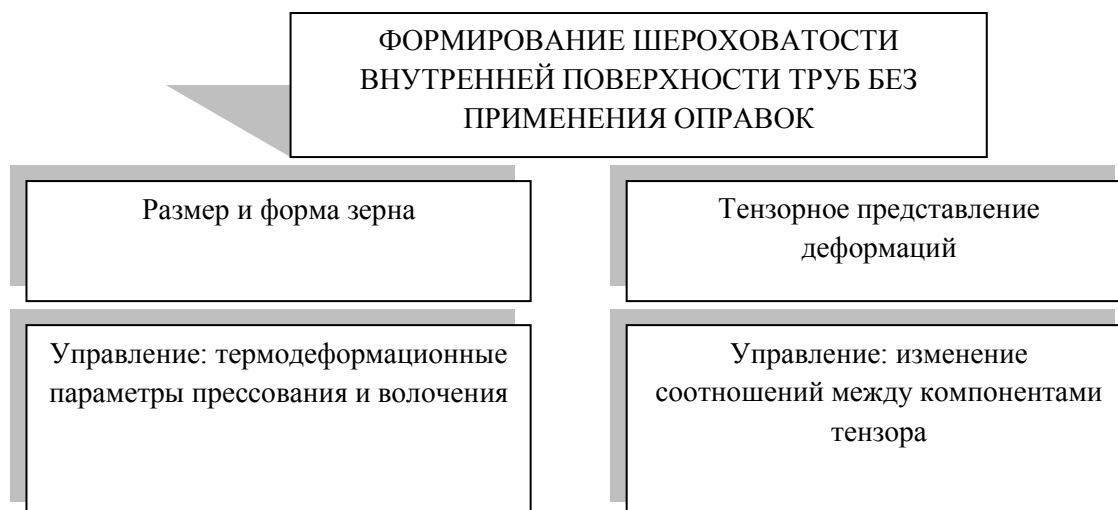 ФОРМИРОВАНИЕ ШЕРОХОВАТОСТИ
ВНУТРЕННЕЙ ПОВЕРХНОСТИ ТРУБ БЕЗ
ПРИМЕНЕНИЯ ОПРАВОК
Размер и форма зерна
Тензорное представление
деформаций
Управление: термодеформационные
параметры прессования и волочения
Управление: изменение
соотношений между компонентами
тензора